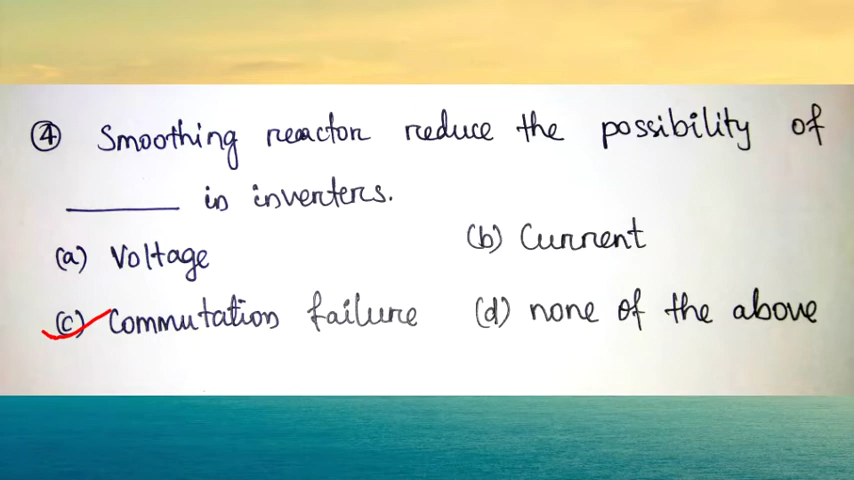 ④ Smoothing reactor reduce the possibility of
_______ in inverters.
(a) Voltage (b) Current
(c) Commutation failure (d) none of the above